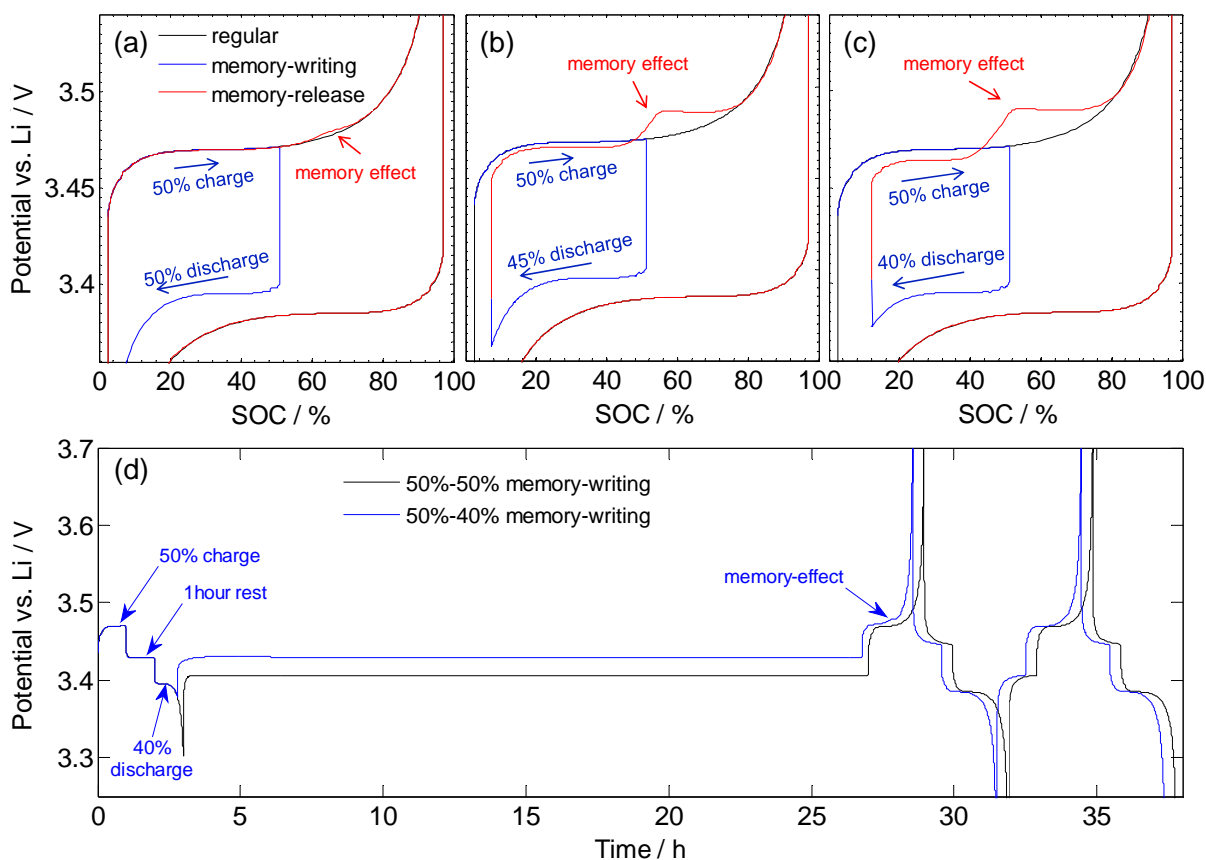 (a)
regular
memory-writing
memory-release
50% charge
memory effect
50% discharge
(b)
memory effect
50% charge
45% discharge
(c)
memory effect
50% charge
40% discharge
Potential vs. Li / V
3.5
3.45
3.4
0 20 40 60 80 100
0 20 40 60 80 100
0 20 40 60 80 100
SOC / %
SOC / %
SOC / %
(d)
50%-50% memory-writing
50%-40% memory-writing
50% charge
1hour rest
40%
discharge
memory-effect
Potential vs. Li / V
3.7
3.6
3.5
3.4
3.3
0 5 10 15 20 25 30 35
Time / h